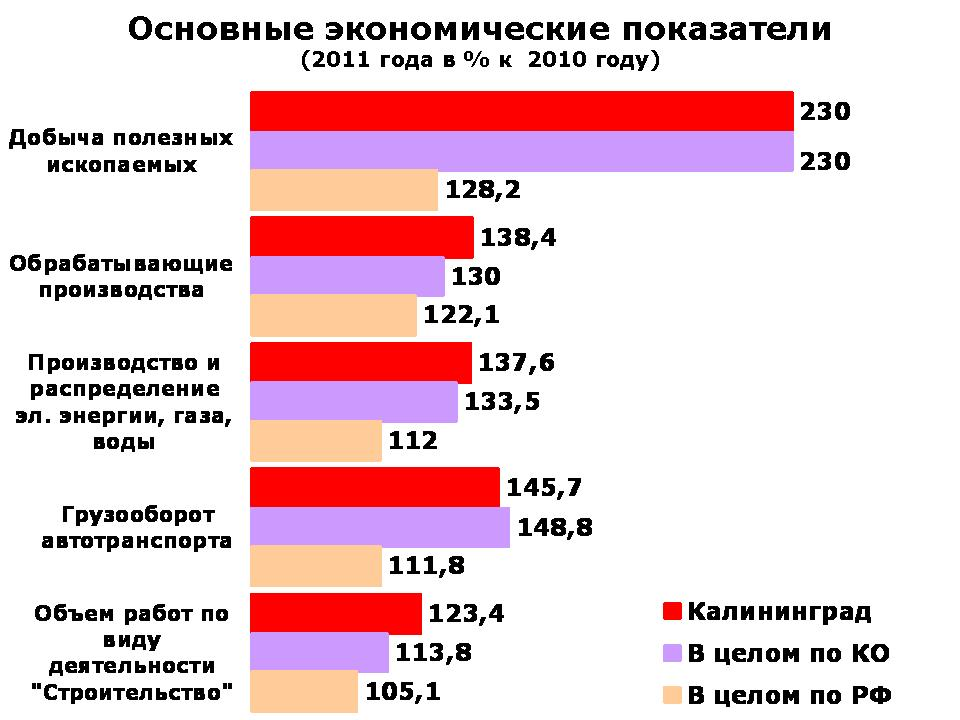 Основные экономические показатели
(2011 года в % к 2010 году)
Добыча полезных
ископаемых
230
230
128,2
Обрабатывающие
производства
138,4
130
122,1
Производство и
распределение
эл. энергии, газа,
воды
137,6
133,5
112
Грузооборот
автотранспорта
145,7
148,8
111,8
Объем работ по
виду
деятельности
"Строительство"
123,4
113,8
105,1
Калининград
В целом по КО
В целом по РФ